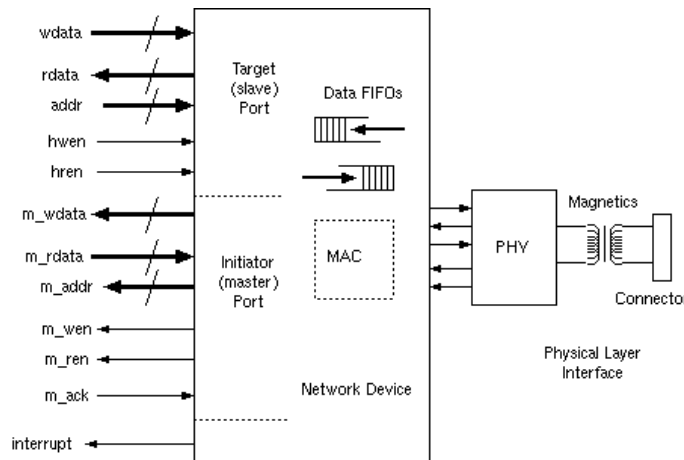 wdata
rdata
addr
hwen
hren
m_wdata
m_rdata
m_addr
m_wen
m_ren
m_ack
interrupt
Target
(slave)
Port
Initiator
(master)
Port
Data FIFOs
MAC
Network Device
PHY
Magnetics
Connecto
Physical Layer
Interface